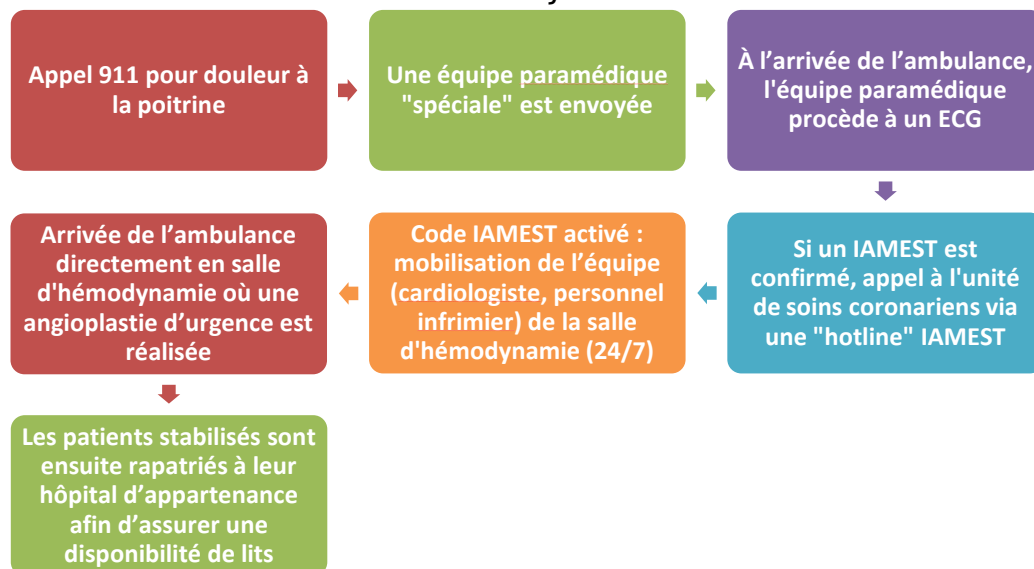 Appel 911 pour douleur à
la poitrine
Une équipe paramédique
"spéciale" est envoyée
À l’arrivée de l’ambulance,
l'équipe paramédique
procède à un ECG
Si un IAMEST est
confirmé, appel à l'unité
de soins coronariens via
une "hotline" IAMEST
Code IAMEST activé :
mobilisation de l’équipe
(cardiologiste, personnel
infrimier) de la salle
d'hémodynamie (24/7)
Arrivée de l’ambulance
directement en salle
d'hémodynamie où une
angioplastie d’urgence est
réalisée
Les patients stabilisés sont
ensuite rapatriés à leur
hôpital d’appartenance
afin d’assurer une
disponibilité de lits